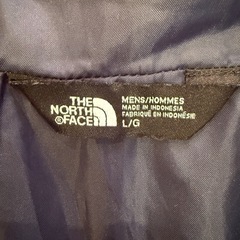 THE
NORTH
FACE
MENS/HOMMES
MADE IN INDONESIA
FABRIQUÉ EN INDONÉSIE
L/G